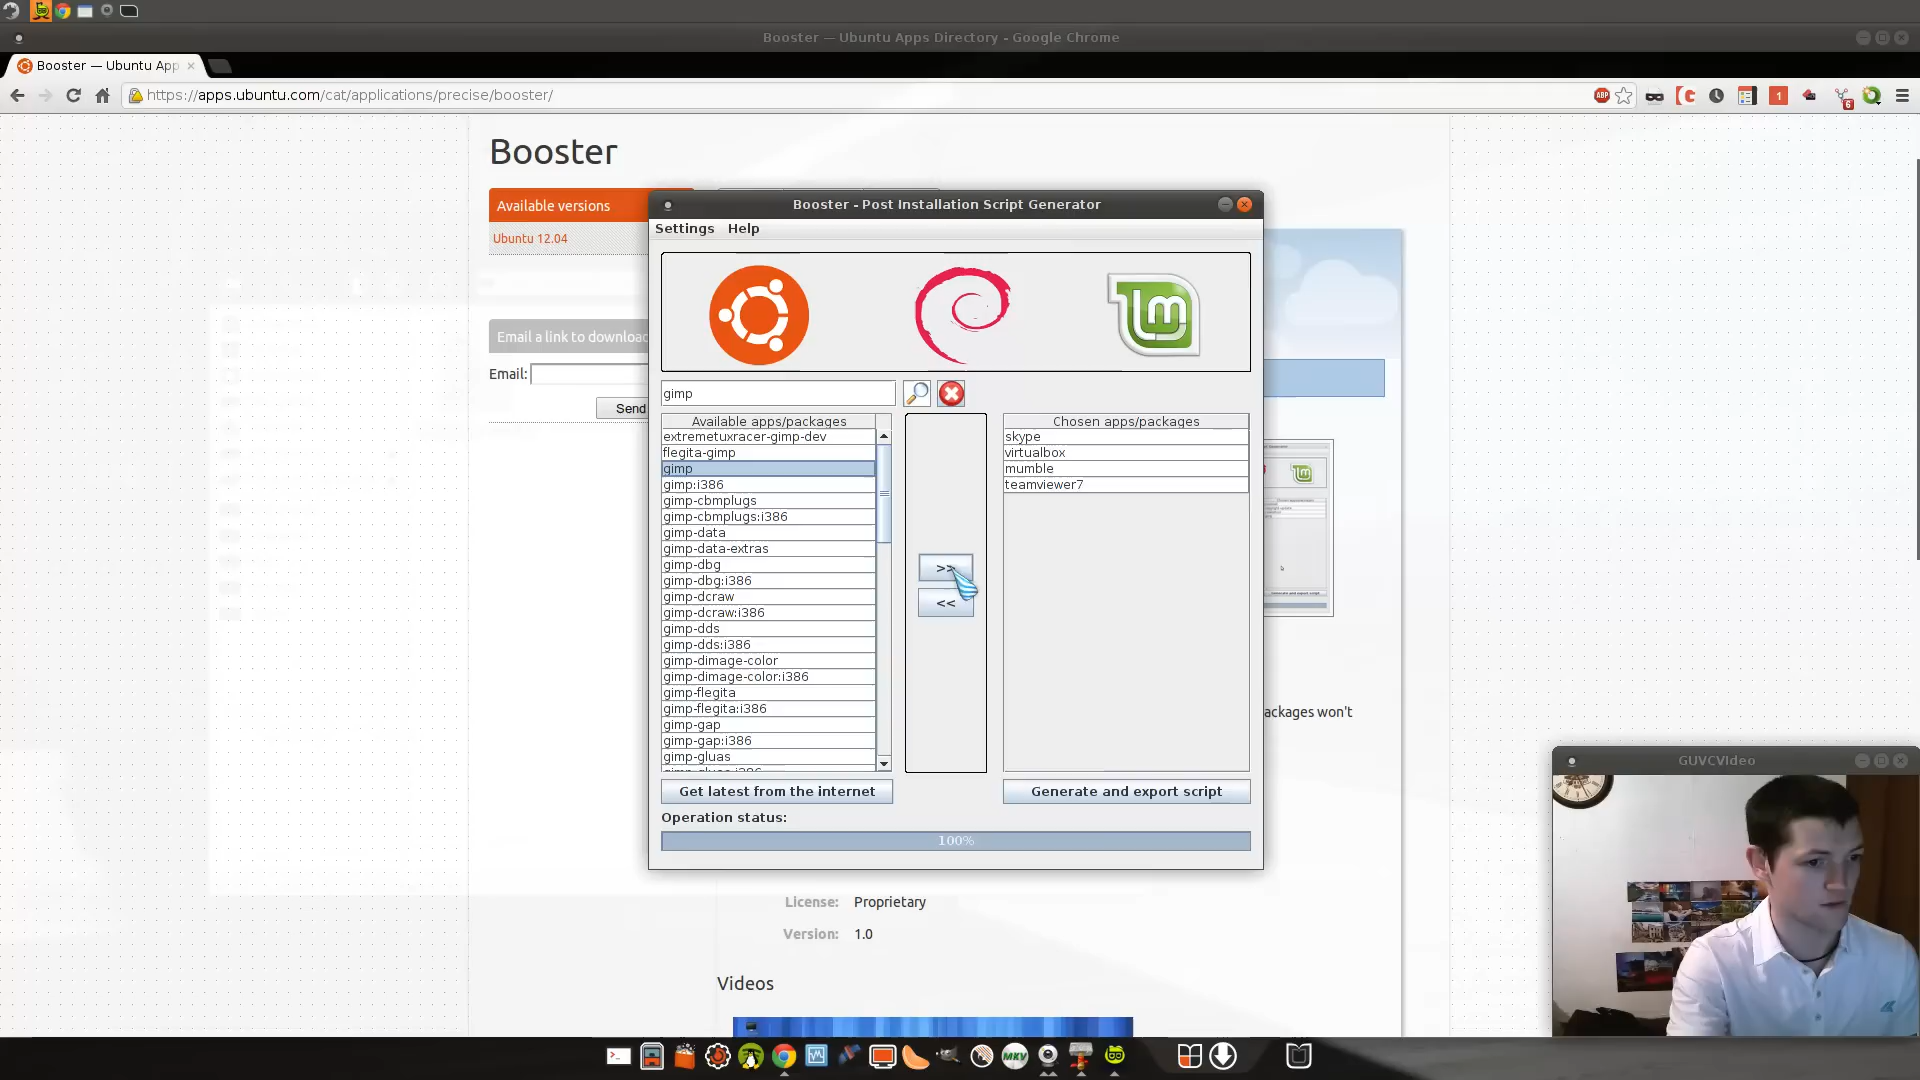 Booster — Ubuntu Apps Directory - Google Chrome
Booster — Ubuntu App
https://apps.ubuntu.com/cat/applications/precise/booster/
ABP
1
6
Booster
Available versions
Ubuntu 12.04
Email a link to downloa
Email:
Send
Booster - Post Installation Script Generator
Settings Help
gimp
Available apps/packages
extremetuxracer-gimp-dev
flegita-gimp
gimp
gimp:i386
gimp-cbmplugs
gimp-cbmplugs:i386
gimp-data
gimp-data-extras
gimp-dbg
gimp-dbg:i386
gimp-dcraw
gimp-dcraw:i386
gimp-dds
gimp-dds:i386
gimp-dimage-color
gimp-dimage-color:i386
gimp-flegita
gimp-flegita:i386
gimp-gap
gimp-gap:i386
gimp-gluas
>>
<<
Chosen apps/packages
skype
virtualbox
mumble
teamviewer7
Get latest from the internet
Generate and export script
Operation status:
100%
ackages won't
License: Proprietary
Version: 1.0
Videos
GUVCVideo
MKV